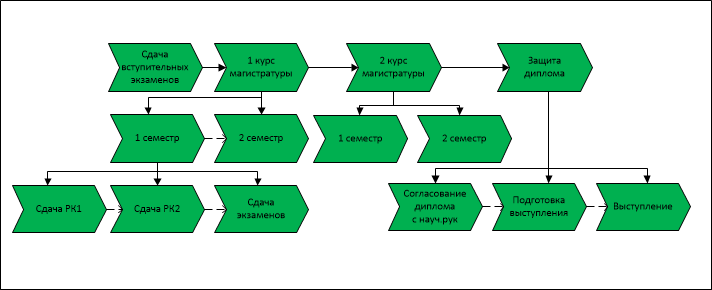 Сдача
вступительных
экзаменов
1 курс
магистратуры
2 курс
магистратуры
Защита
диплома
1 семестр
2 семестр
1 семестр
2 семестр
Сдача РК1
Сдача РК2
Сдача
экзаменов
Согласование
диплома
с науч.рук
Подготовка
выступления
Выступление